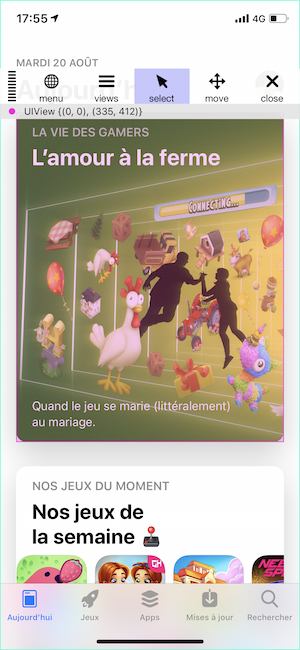 17:55
4G
MARDI 20 AOÛT
menu
views
select
move
close
UIView {(0, 0), (335, 412)}
LA VIE DES GAMERS
L'amour à la ferme
CONNECTING...
Quand le jeu se marie (littéralement)
au mariage.
NOS JEUX DU MOMENT
Nos jeux de
la semaine
GH
Aujourd'hui
Jeux
Apps
Mises à jour
Rechercher